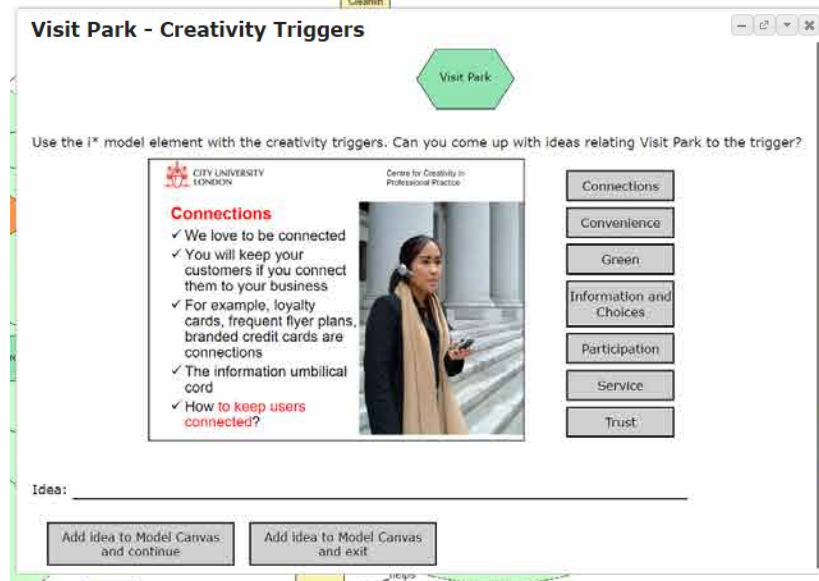 Cleanin
Visit Park - Creativity Triggers
Visit Park
Use the i* model element with the creativity triggers. Can you come up with ideas relating Visit Park to the trigger?
CITY UNIVERSITY
LONDON
Centre for Creativity in
Professional Practice
Connections
✓ We love to be connected
✓ You will keep your
customers if you connect
them to your business
✓ For example, loyalty
cards, frequent flyer plans,
branded credit cards are
connections
✓ The information umbilical
cord
✓ How to keep users
connected?
Connections
Convenience
Green
Information and
Choices
Participation
Service
Trust
Idea:
Add idea to Model Canvas
and continue
Add idea to Model Canvas
and exit
helps